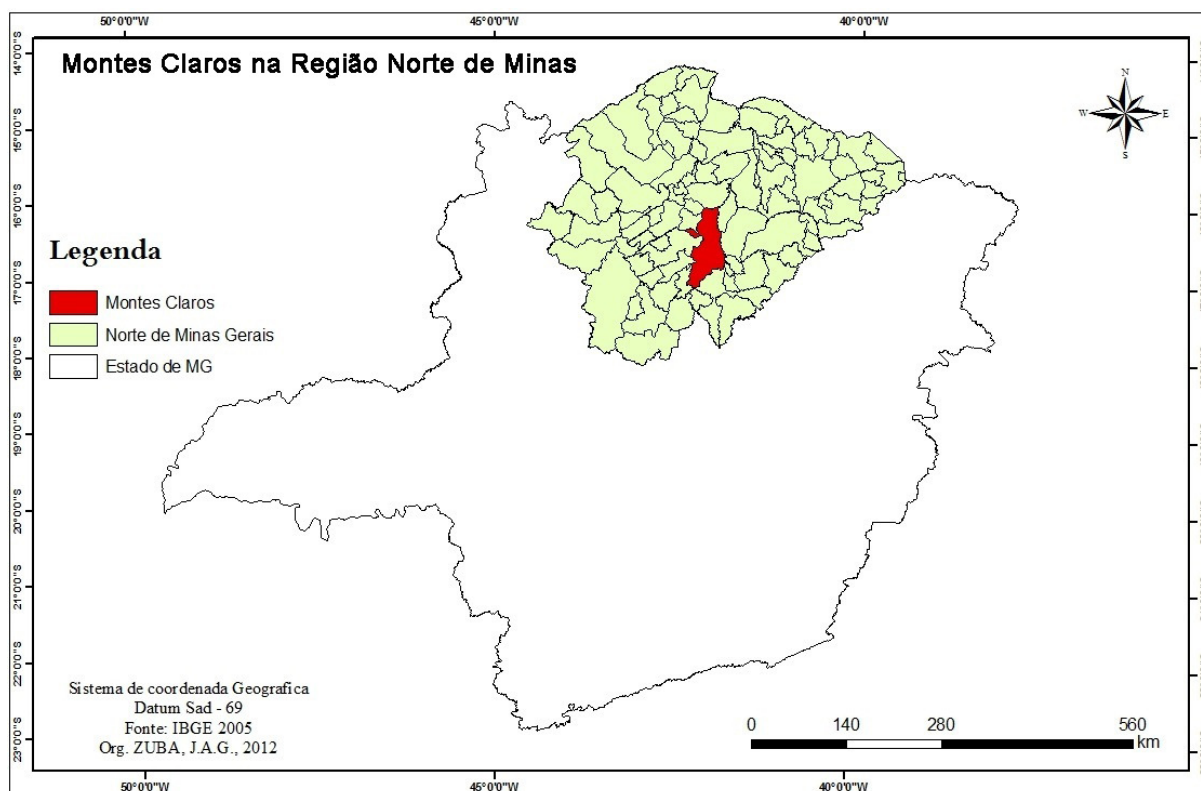 50°0'0"W 45°0'0"W 40°0'0"W
Montes Claros na Região Norte de Minas
N
W E
S
14°0'0"S
15°0'0"S
16°0'0"S
17°0'0"S
18°0'0"S
19°0'0"S
20°0'0"S
21°0'0"S
22°0'0"S
23°0'0"S
Legenda
Montes Claros
Norte de Minas Gerais
Estado de MG
Sistema de coordenada Geografica
Datum Sad - 69
Fonte: IBGE 2005
Org. ZUBA, J.A.G., 2012
0 140 280 560
km
50°0'0"W 45°0'0"W 40°0'0"W